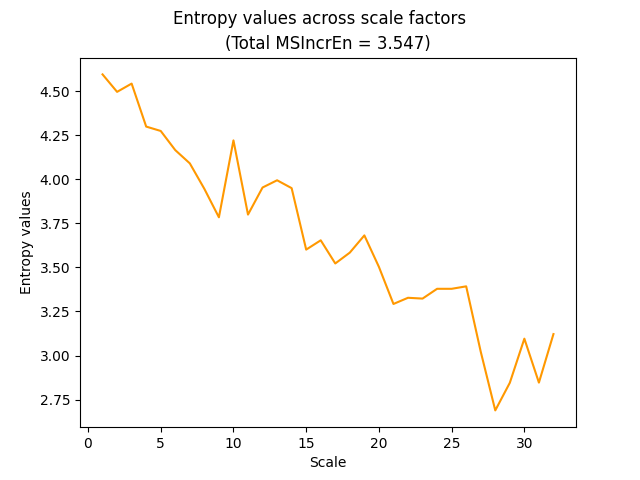 Entropy values across scale factors
(Total MSIncrEn = 3.547)
4.50
4.25
4.00
3.75
3.50
3.25
3.00
2.75
Entropy values
0 5 10 15 20 25 30
Scale